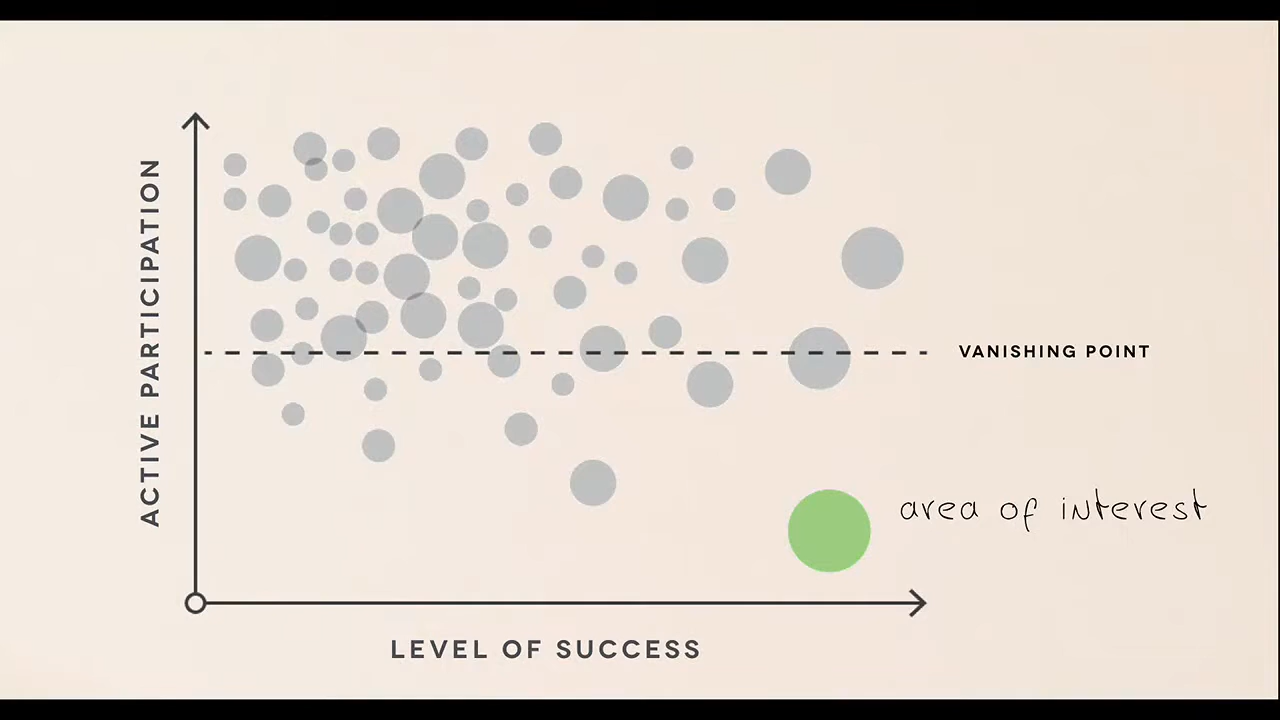 ACTIVE PARTICIPATION
VANISHING POINT
area of interest
LEVEL OF SUCCESS